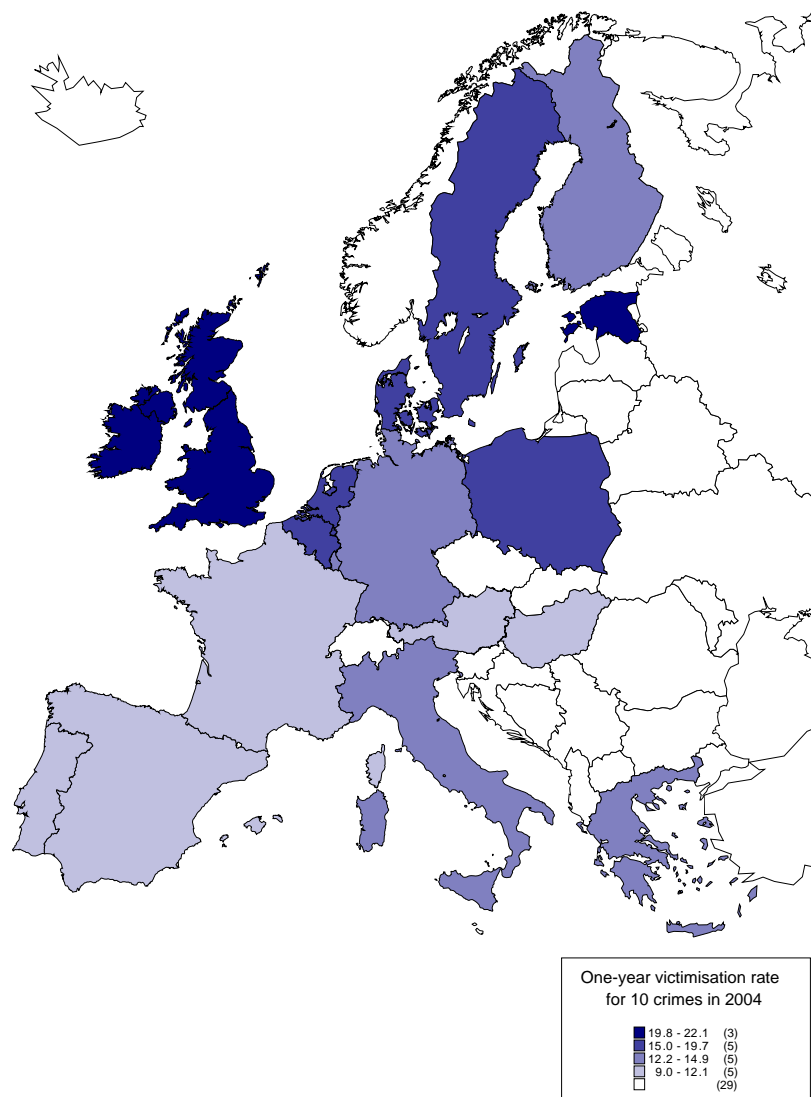 One-year victimisation rate
for 10 crimes in 2004
19.8 - 22.1 (3)
15.0 - 19.7 (5)
12.2 - 14.9 (5)
9.0 - 12.1 (5)
(29)